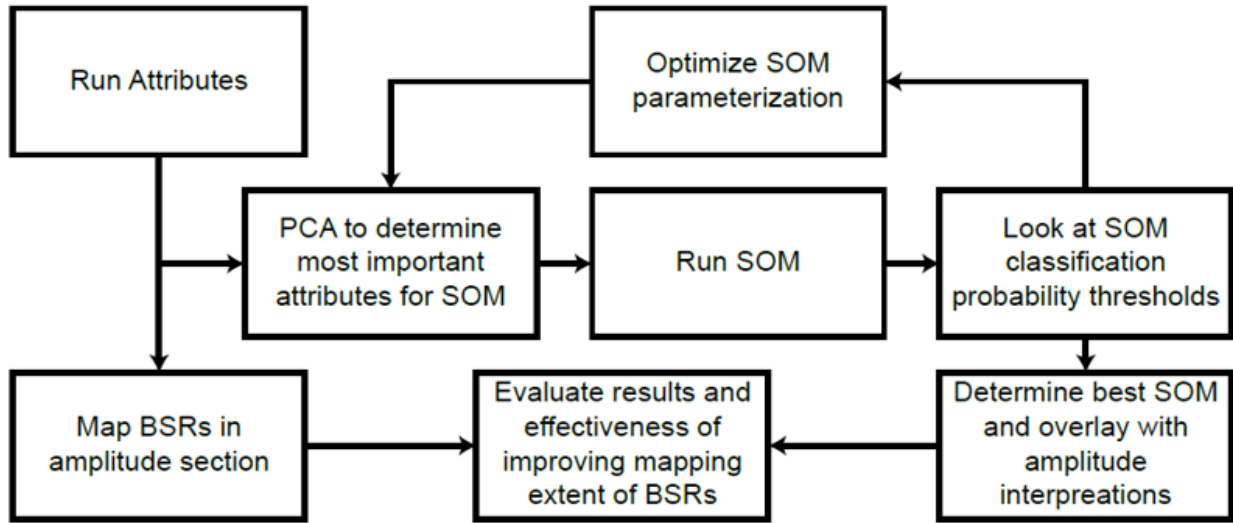 Run Attributes
Optimize SOM
parameterization
PCA to determine
most important
attributes for SOM
Run SOM
Look at SOM
classification
probability thresholds
Map BSRs in
amplitude section
Evaluate results and
effectiveness of
improving mapping
extent of BSRs
Determine best SOM
and overlay with
amplitude
interpreations